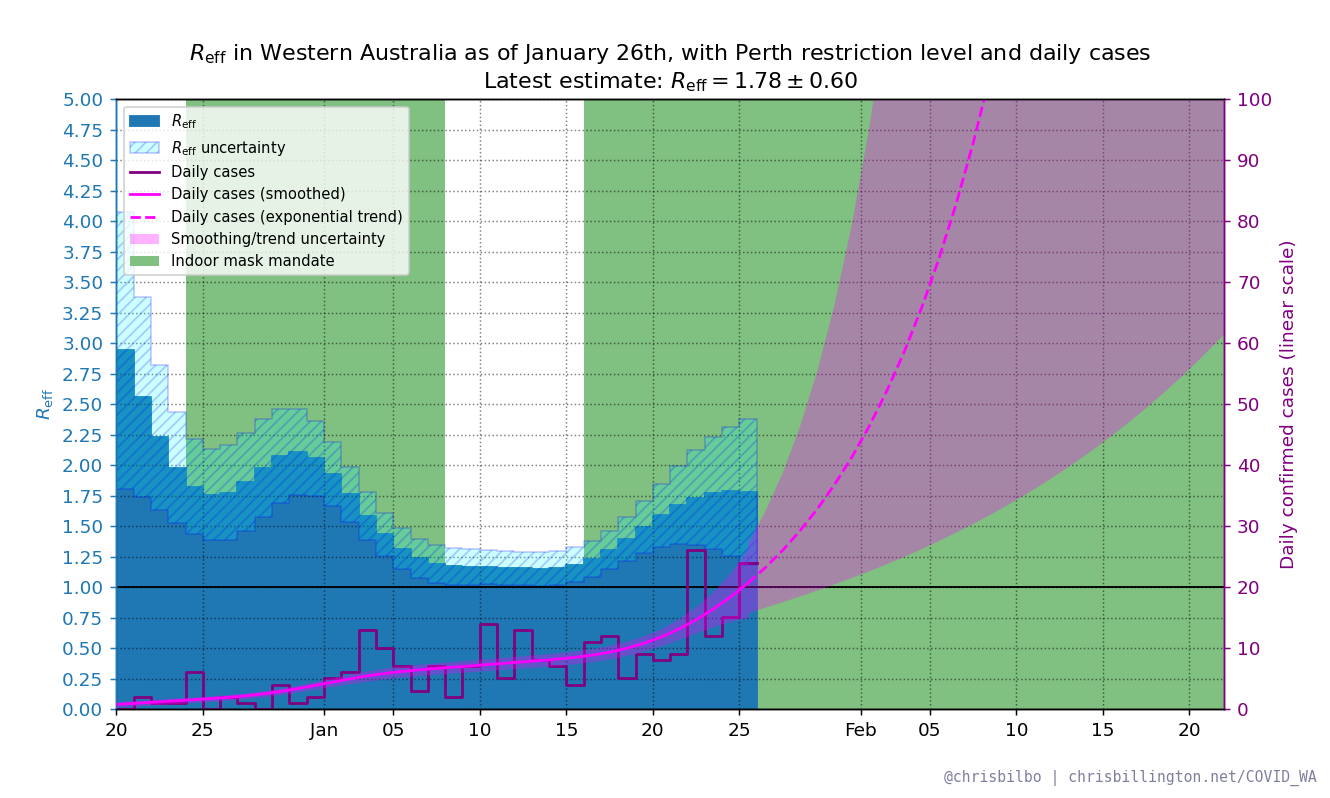 R_eff in Western Australia as of January 26th, with Perth restriction level and daily cases
Latest estimate: R_eff = 1.78 ± 0.60
R_eff
R_eff uncertainty
Daily cases
Daily cases (smoothed)
Daily cases (exponential trend)
Smoothing/trend uncertainty
Indoor mask mandate
R_eff
5.00
4.75
4.50
4.25
4.00
3.75
3.50
3.25
3.00
2.75
2.50
2.25
2.00
1.75
1.50
1.25
1.00
0.75
0.50
0.25
0.00
100
90
80
70
60
50
40
30
20
10
0
Daily confirmed cases (linear scale)
20 25 Jan 05 10 15 20 25 Feb 05 10 15 20
@chrisbilbo | chrisbillington.net/COVID_WA